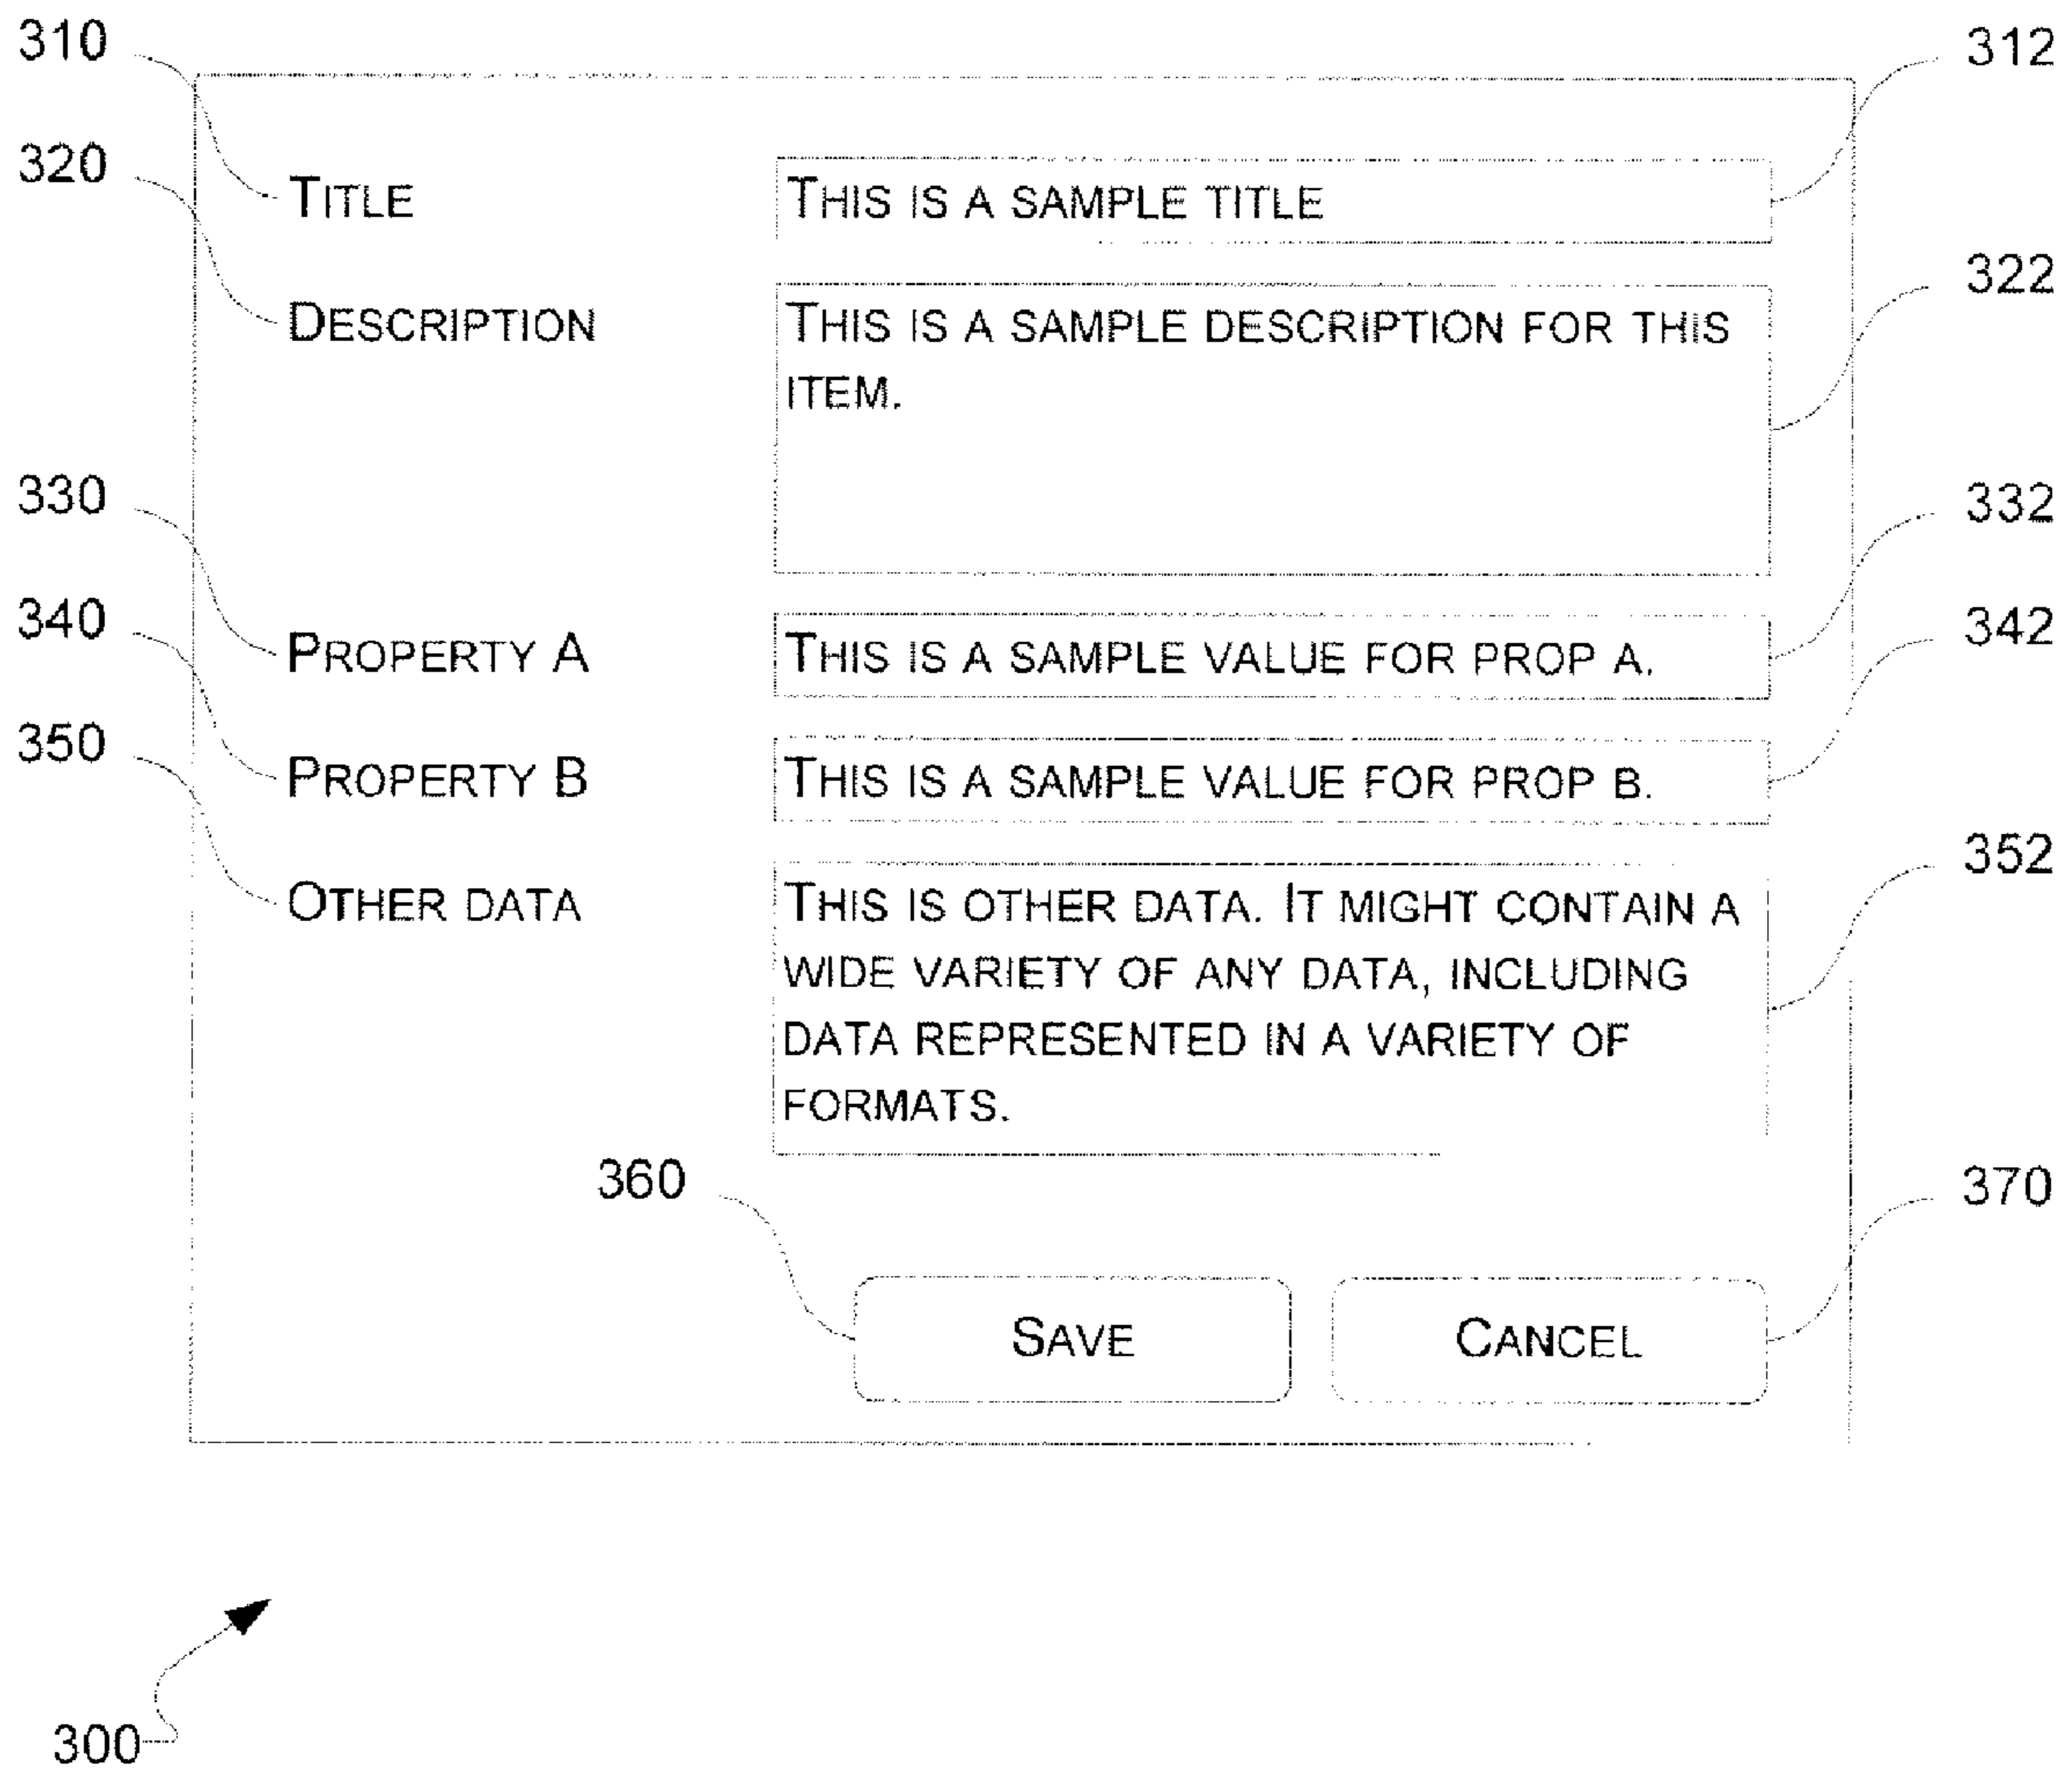 310
312
320
TITLE
THIS IS A SAMPLE TITLE
322
DESCRIPTION
THIS IS A SAMPLE DESCRIPTION FOR THIS
ITEM.
330
332
340
342
PROPERTY A
THIS IS A SAMPLE VALUE FOR PROP A.
350
PROPERTY B
THIS IS A SAMPLE VALUE FOR PROP B.
352
OTHER DATA
THIS IS OTHER DATA. IT MIGHT CONTAIN A
WIDE VARIETY OF ANY DATA, INCLUDING
DATA REPRESENTED IN A VARIETY OF
FORMATS.
360
370
SAVE
CANCEL
300